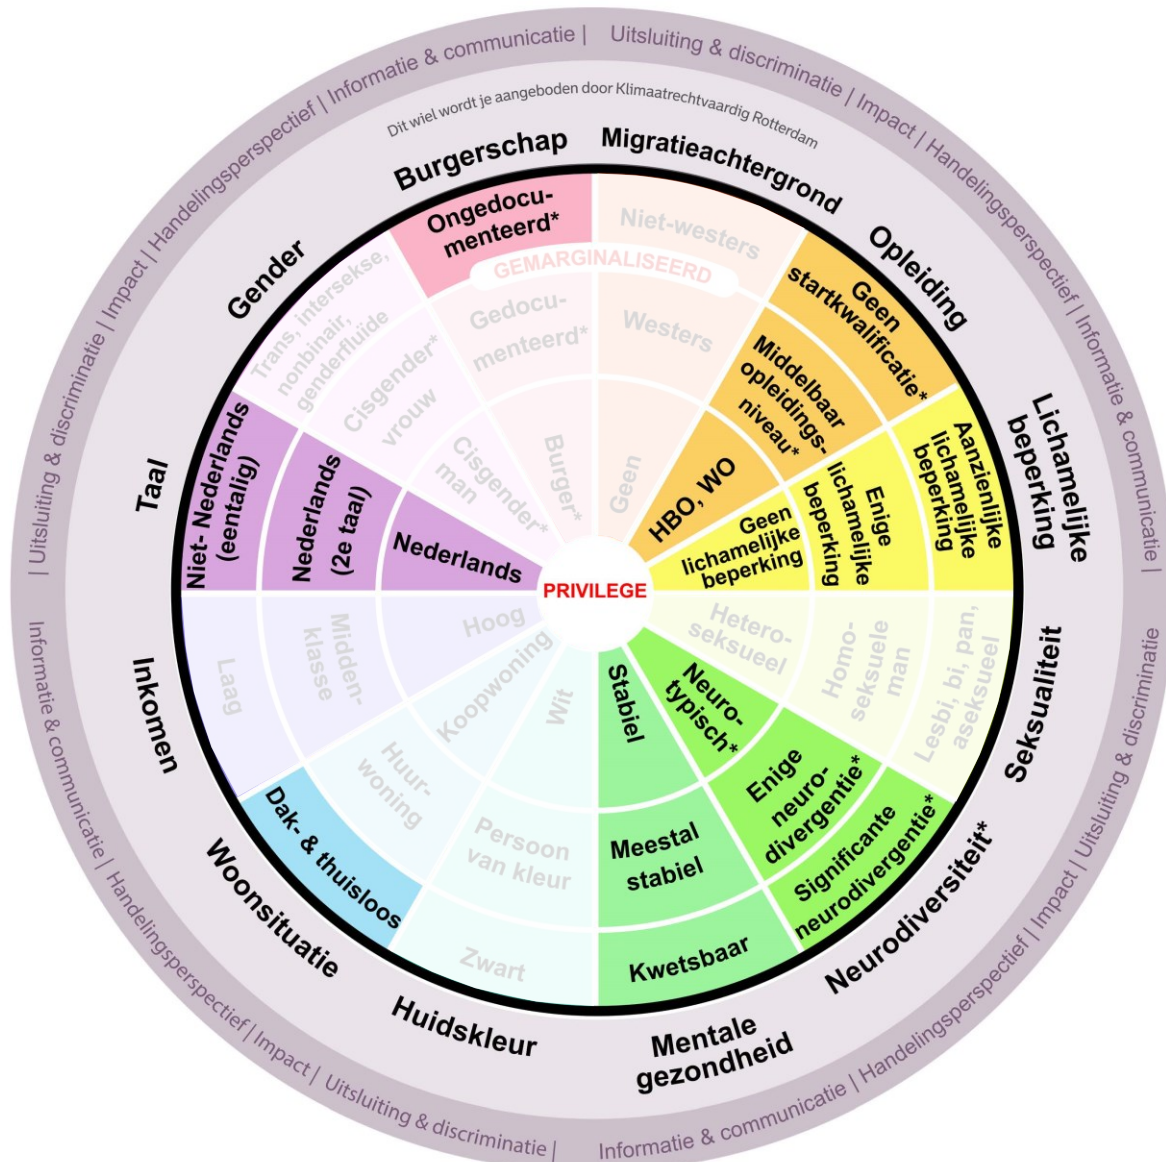 Uitsluiting & discriminatie | Impact | Handelingsperspectief | Informatie & communicatie |
Uitsluiting & discriminatie | Impact | Handelingsperspectief | Informatie & communicatie |
Informatie & communicatie | Handelingsperspectief | Impact | Uitsluiting & discriminatie
Informatie & communicatie | Handelingsperspectief | Impact | Uitsluiting & discriminatie |
Dit wiel wordt je aangeboden door Klimaatrechtvaardig Rotterdam
Burgerschap
Ongedocu-
menteerd*
Gedocu-
menteerd*
Burger*
Migratieachtergrond
Niet-westers
Westers
Geen
GEMARGINALISEERD
Opleiding
Geen
startkwalificatie*
Middelbaar
opleidings-
niveau*
HBO, WO
Lichamelijke
beperking
Aanzienlijke
lichamelijke
beperking
Enige
lichamelijke
beperking
Geen
lichamelijke
beperking
Seksualiteit
Lesbi, bi, pan,
aseksueel
Homo-
seksuele
man
Hetero-
seksueel
Neurodiversiteit*
Significante
neurodivergentie*
Enige
neuro-
divergentie*
Neuro-
typisch*
Mentale
gezondheid
Kwetsbaar
Meestal
stabiel
Stabiel
Huidskleur
Zwart
Persoon
van kleur
Wit
Woonsituatie
Dak- & thuisloos
Huur-
woning
Koopwoning
Inkomen
Laag
Midden-
klasse
Hoog
Taal
Niet- Nederlands
(eentalig)
Nederlands
(2e taal)
Nederlands
Gender
Trans, intersekse,
nonbinair,
genderfluïde
Cisgender*
vrouw
Cisgender*
man
PRIVILEGE